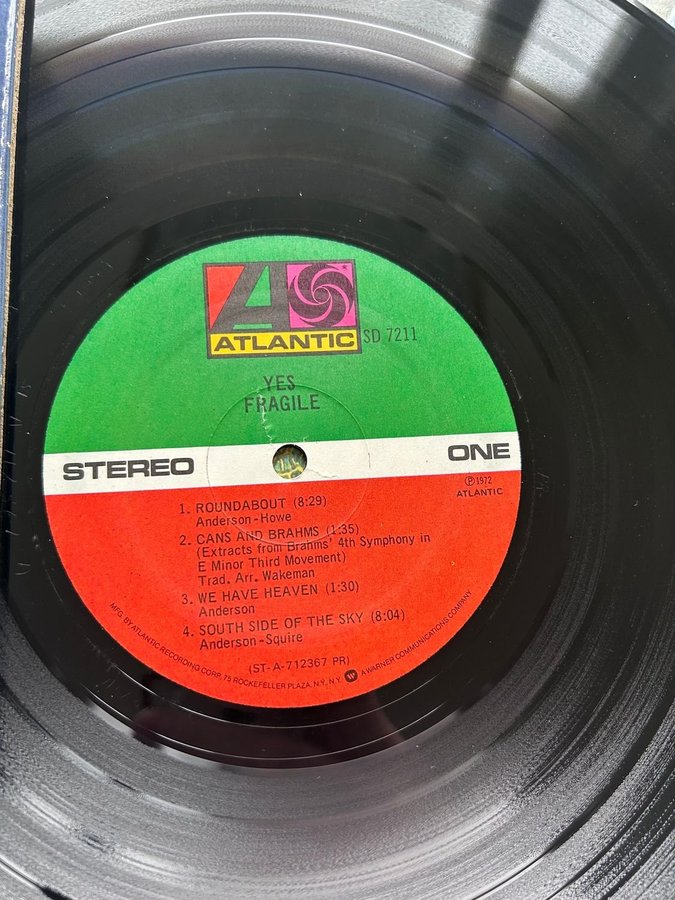 ATLANTIC
SD 7211
YES
FRAGILE
STEREO
ONE
℗1972
ATLANTIC
1. ROUNDABOUT (8:29)
Anderson-Howe
2. CANS AND BRAHMS (1:35)
(Extracts from Brahms' 4th Symphony in
E Minor Third Movement)
Trad. Arr. Wakeman
3. WE HAVE HEAVEN (1:30)
Anderson
4. SOUTH SIDE OF THE SKY (8:04)
Anderson-Squire
(ST-A-712367 PR)
MFG. BY ATLANTIC RECORDING CORP. 75 ROCKEFELLER PLAZA, N.Y., N.Y. W A WARNER COMMUNICATIONS COMPANY